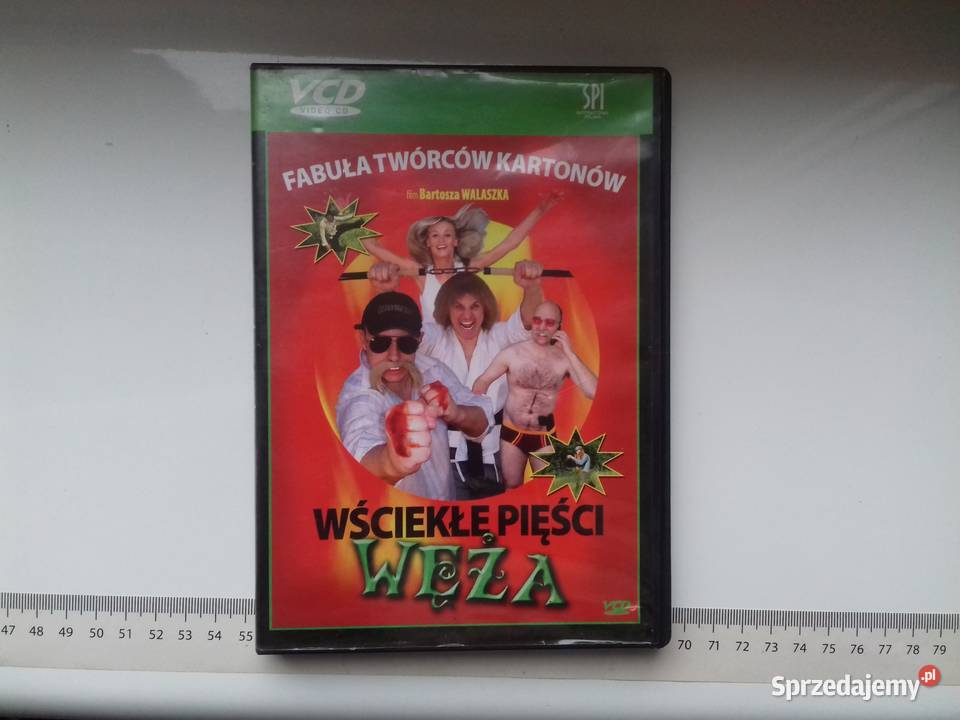 VCD
VIDEO CD
SPI
FABUŁA TWÓRCÓW KARTONÓW
film Bartosza WALASZKA
WŚCIEKŁE PIĘŚCI
WĘŻA
VCD
47 48 49 50 51 52 53 54 55
70 71 72 73 74 75 76 77 78 79
Sprzedajemy.pl